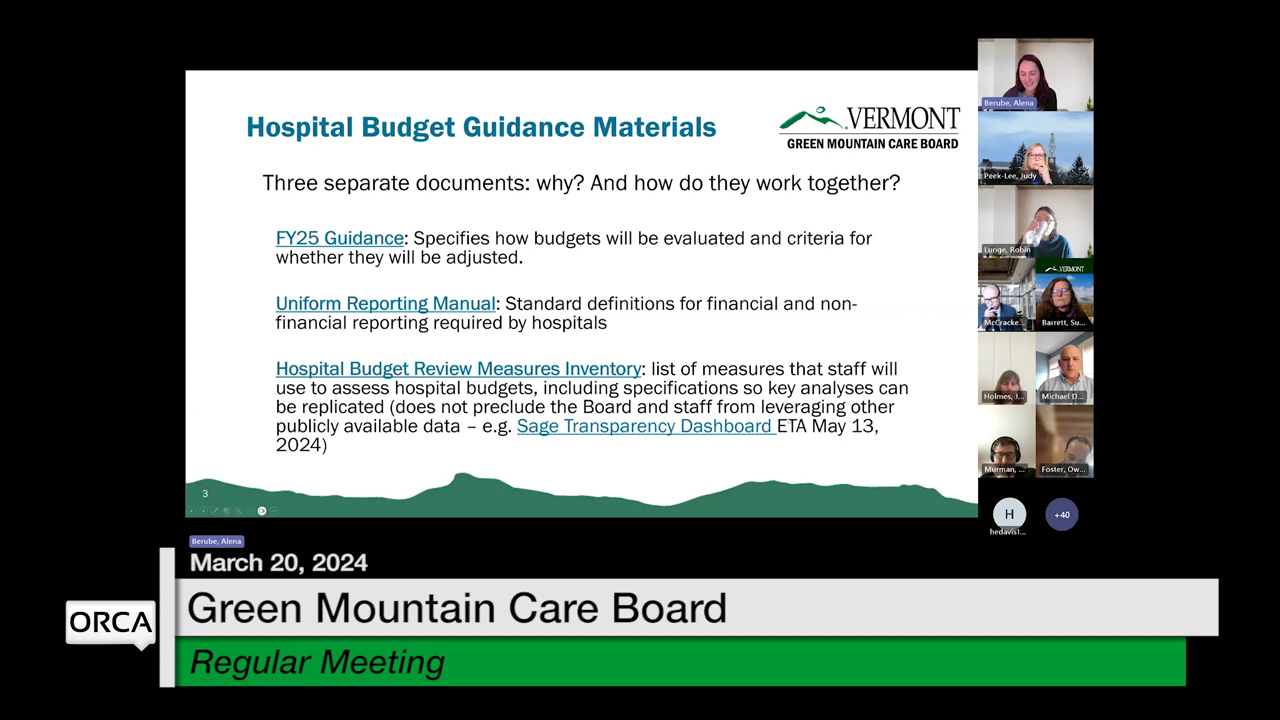 Hospital Budget Guidance Materials
VERMONT
GREEN MOUNTAIN CARE BOARD
Three separate documents: why? And how do they work together?
FY25 Guidance: Specifies how budgets will be evaluated and criteria for
whether they will be adjusted.
Uniform Reporting Manual: Standard definitions for financial and non-
financial reporting required by hospitals
Hospital Budget Review Measures Inventory: list of measures that staff will
use to assess hospital budgets, including specifications so key analyses can
be replicated (does not preclude the Board and staff from leveraging other
publicly available data – e.g. Sage Transparency Dashboard ETA May 13,
2024)
3
Berube, Alena
Peek-Lee, Judy
Lunge, Robin
VERMONT
McCracke...
Barrett, Su...
Holmes, J...
Michael D...
Murman, ...
Foster, Ow...
H
+40
hedavis1...
Berube, Alena
March 20, 2024
ORCA
Green Mountain Care Board
Regular Meeting